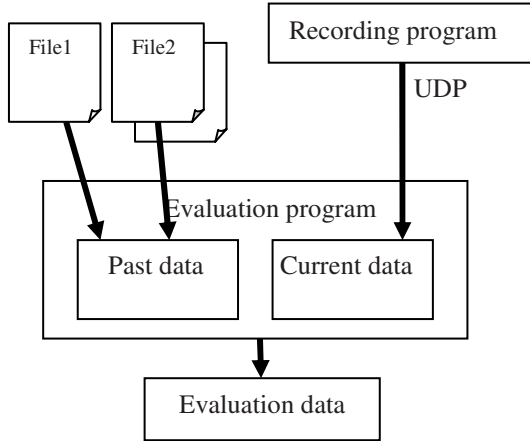 File1
File2
Recording program
UDP
Evaluation program
Past data
Current data
Evaluation data